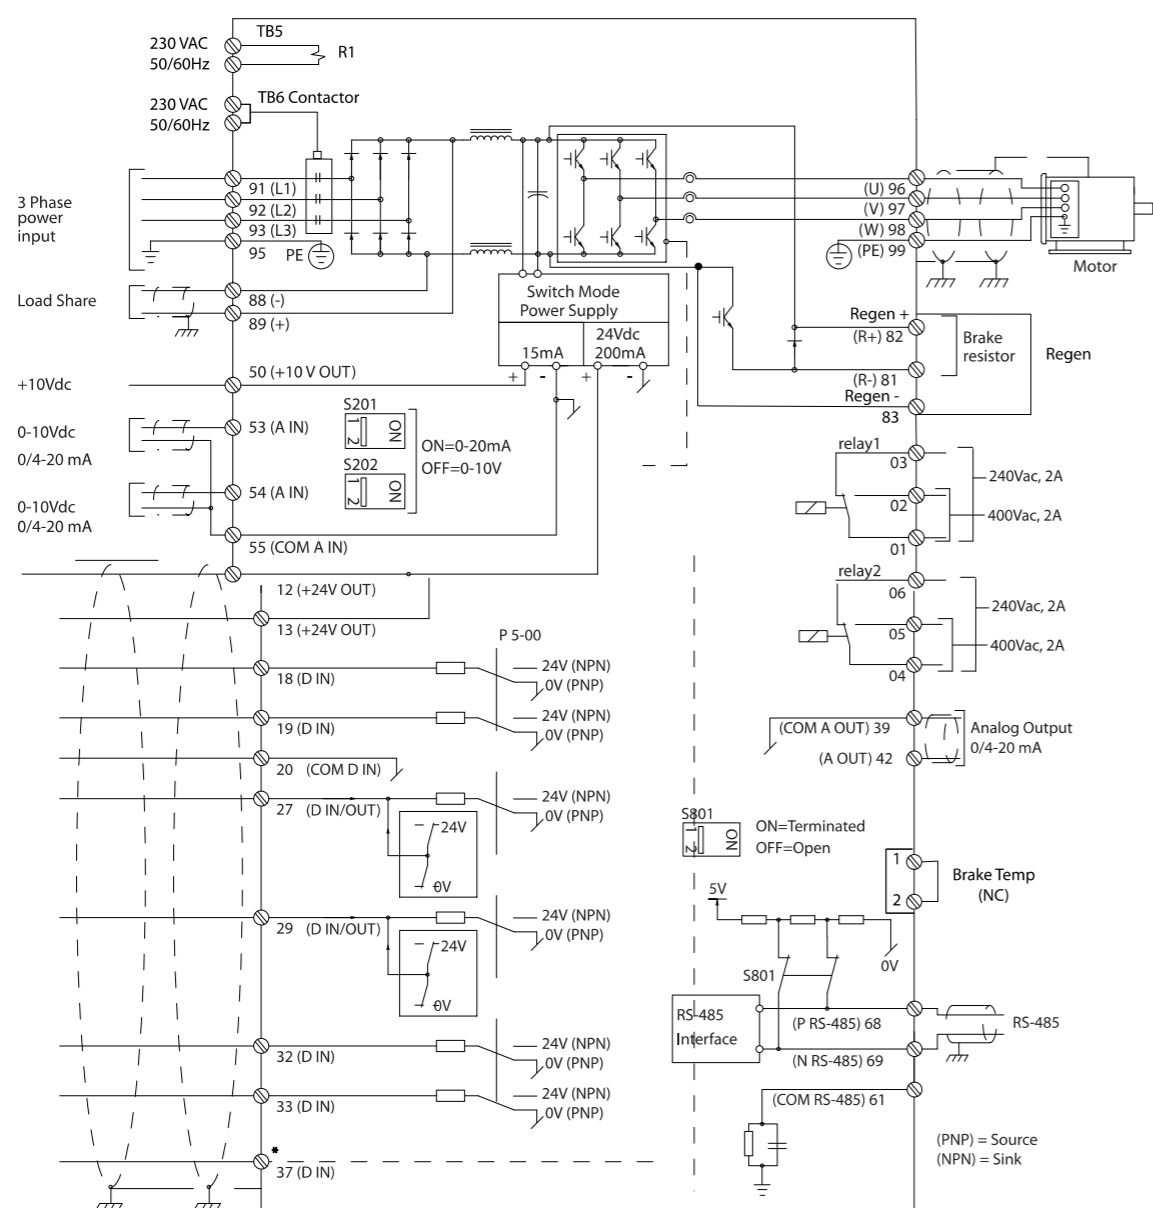 TB5
230 VAC
50/60Hz
R1
230 VAC
50/60Hz
TB6 Contactor
3 Phase
power
input
91 (L1)
92 (L2)
93 (L3)
95
PE
(U) 96
(V) 97
(W) 98
(PE) 99
Motor
Load Share
88 (-)
89 (+)
Switch Mode
Power Supply
15mA
24Vdc
200mA
+
-
+
-
Regen +
(R+) 82
Brake
resistor
Regen
(R-) 81
Regen -
83
+10Vdc
50 (+10 V OUT)
0-10Vdc
0/4-20 mA
53 (A IN)
S201
1
2
ON
S202
1
2
ON
ON=0-20mA
OFF=0-10V
0-10Vdc
0/4-20 mA
54 (A IN)
55 (COM A IN)
relay1
03
02
01
240Vac, 2A
400Vac, 2A
relay2
06
05
04
240Vac, 2A
400Vac, 2A
12 (+24V OUT)
13 (+24V OUT)
P 5-00
18 (D IN)
24V (NPN)
0V (PNP)
19 (D IN)
24V (NPN)
0V (PNP)
20 (COM D IN)
27 (D IN/OUT)
24V (NPN)
0V (PNP)
24V
0V
29 (D IN/OUT)
24V (NPN)
0V (PNP)
24V
0V
32 (D IN)
24V (NPN)
0V (PNP)
33 (D IN)
24V (NPN)
0V (PNP)
*
37 (D IN)
(COM A OUT) 39
(A OUT) 42
Analog Output
0/4-20 mA
S801
1
2
ON
ON=Terminated
OFF=Open
1
2
Brake Temp
(NC)
5V
0V
S801
RS-485
Interface
(P RS-485) 68
(N RS-485) 69
RS-485
(COM RS-485) 61
(PNP) = Source
(NPN) = Sink